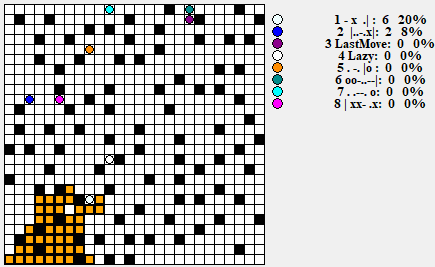 1 - x .| : 6 20%
2 |..-.x|: 2 8%
3 LastMove: 0 0%
4 Lazy: 0 0%
5 . -. |o : 0 0%
6 oo-..--|: 0 0%
7 . .--. o: 0 0%
8 | xx- .x: 0 0%